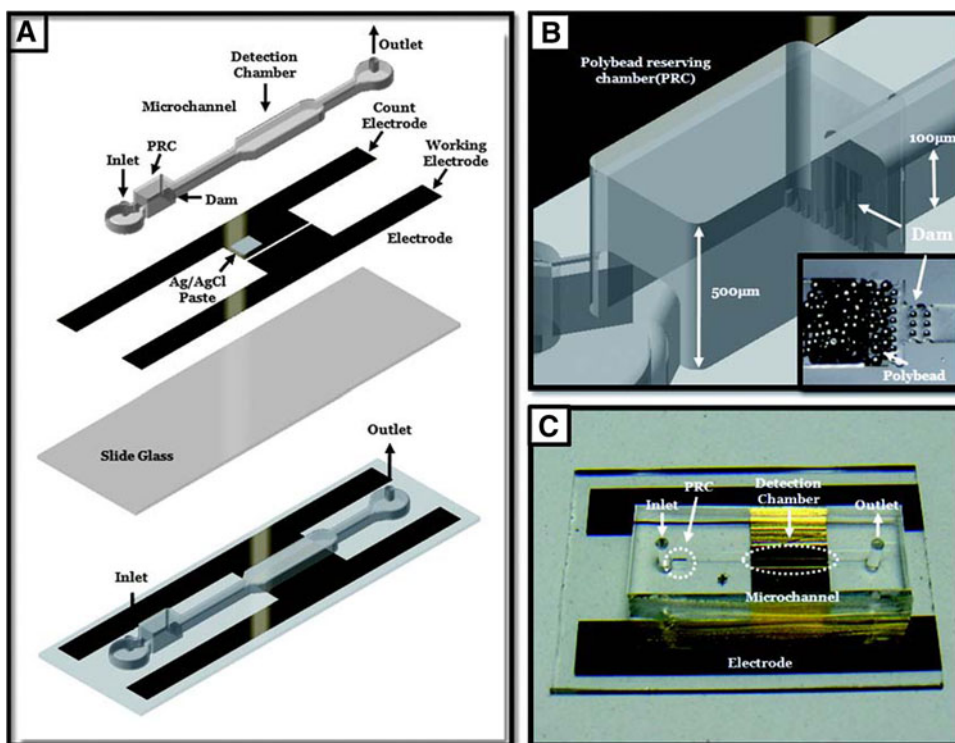 A
Outlet
Detection
Chamber
Microchannel
Count
Electrode
PRC
Inlet
Working
Electrode
Dam
Electrode
Ag/AgCl
Paste
Slide Glass
Outlet
Inlet
B
Polybead reserving
chamber(PRC)
100µm
Dam
500µm
Polybead
C
PRC
Detection
Chamber
Inlet
Outlet
Microchannel
Electrode